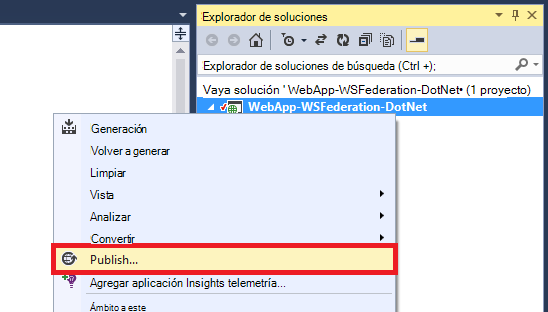 Explorador de soluciones
Explorador de soluciones de búsqueda (Ctrl +);
Vaya solución ' WebApp-WSFederation-DotNet• (1 proyecto)
WebApp-WSFederation-DotNet
Generación
Volver a generar
Limpiar
Vista
Analizar
Convertir
Publish...
Agregar aplicación Insights telemetría...
Ámbito a este